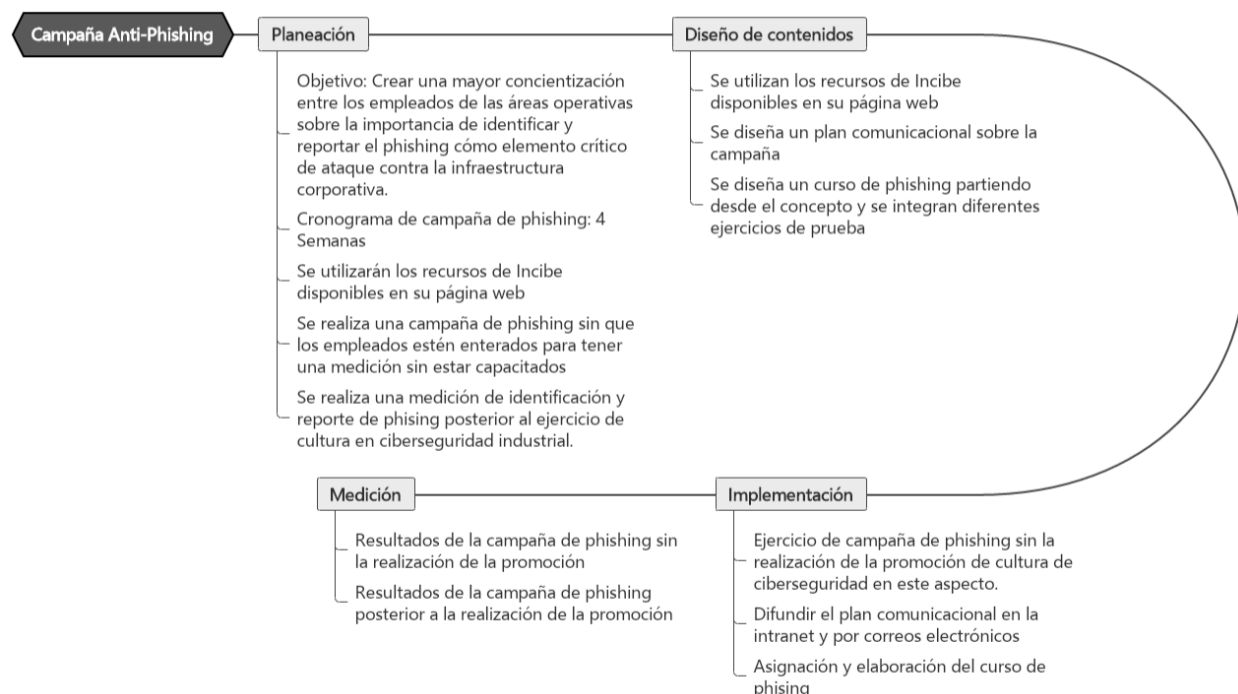 Campaña Anti-Phishing
Planeación
Objetivo: Crear una mayor concientización
entre los empleados de las áreas operativas
sobre la importancia de identificar y
reportar el phishing cómo elemento crítico
de ataque contra la infraestructura
corporativa.
Cronograma de campaña de phishing: 4
Semanas
Se utilizarán los recursos de Incibe
disponibles en su página web
Se realiza una campaña de phishing sin que
los empleados estén enterados para tener
una medición sin estar capacitados
Se realiza una medición de identificación y
reporte de phising posterior al ejercicio de
cultura en ciberseguridad industrial.
Diseño de contenidos
Se utilizan los recursos de Incibe
disponibles en su página web
Se diseña un plan comunicacional sobre la
campaña
Se diseña un curso de phishing partiendo
desde el concepto y se integran diferentes
ejercicios de prueba
Implementación
Ejercicio de campaña de phishing sin la
realización de la promoción de cultura de
ciberseguridad en este aspecto.
Difundir el plan comunicacional en la
intranet y por correos electrónicos
Asignación y elaboración del curso de
phising
Medición
Resultados de la campaña de phishing sin
la realización de la promoción
Resultados de la campaña de phishing
posterior a la realización de la promoción